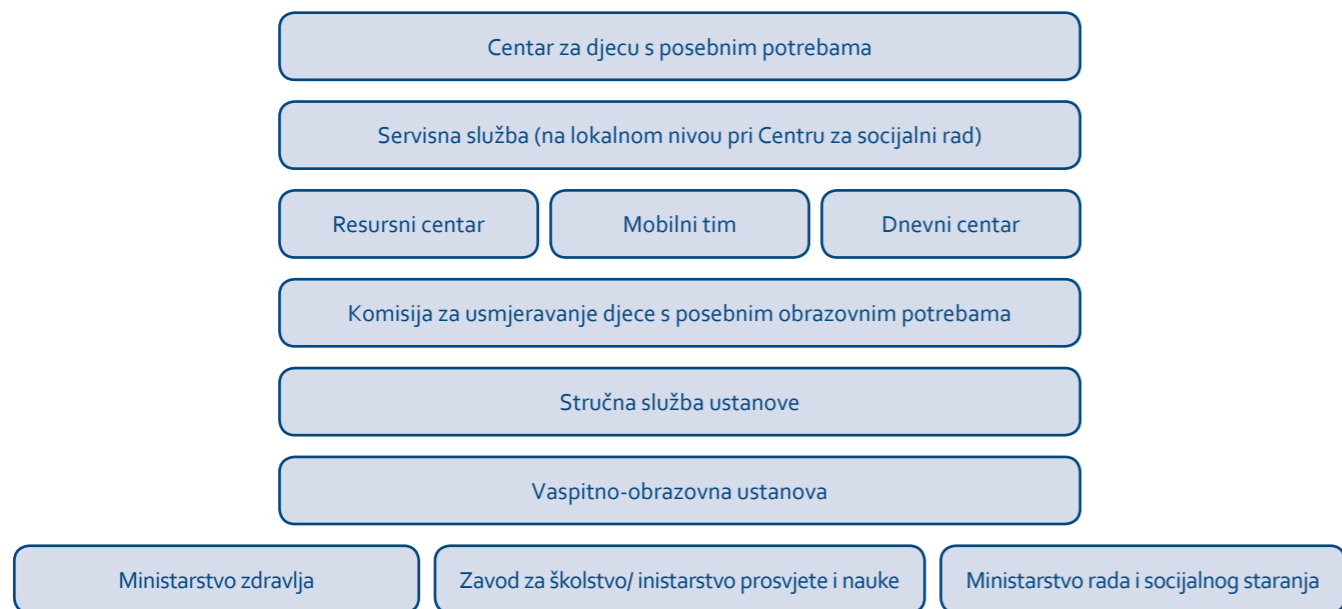 Centar za djecu s posebnim potrebama
Servisna služba (na lokalnom nivou pri Centru za socijalni rad)
Resursni centar
Mobilni tim
Dnevni centar
Komisija za usmjeravanje djece s posebnim obrazovnim potrebama
Stručna služba ustanove
Vaspitno-obrazovna ustanova
Ministarstvo zdravlja
Zavod za školstvo/ inistarstvo prosvjete i nauke
Ministarstvo rada i socijalnog staranja